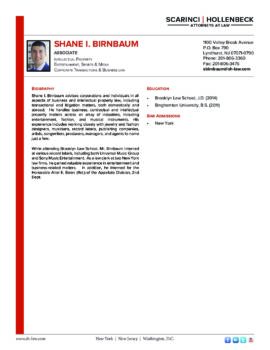 SCARINCI | HOLLENBECK
ATTORNEYS AT LAW
SHANE I. BIRNBAUM
ASSOCIATE
INTELLECTUAL PROPERTY
ENTERTAINMENT, SPORTS & MEDIA
CORPORATE TRANSACTIONS & BUSINESS LAW
1100 Valley Brook Avenue
P.O. Box 790
Lyndhurst, NJ 07071-0790
Phone: 201-896-3360
Fax: 201-806-3476
sbirnbaum@sh-law.com
BIOGRAPHY
Shane I. Birnbaum advises corporations and individuals in all
aspects of business and intellectual property law, including
transactional and litigation matters, both domestically and
abroad. He handles business, contractual and intellectual
property matters across an array of industries, including
entertainment, fashion, and musical instruments. His
experience includes working closely with jewelry and fashion
designers, musicians, record labels, publishing companies,
artists, songwriters, producers, managers, and agents to name
just a few.
While attending Brooklyn Law School, Mr. Birnbaum interned
at various record labels, including both Universal Music Group
and Sony Music Entertainment. As a law clerk at two New York
law firms, he gained valuable experience in entertainment and
business-related matters. In addition, he interned for the
Honorable Ariel E. Belen (Ret.) of the Appellate Division, 2nd
Dept.
EDUCATION
• Brooklyn Law School, J.D. (2014)
• Binghamton University, B.S. (2011)
BAR ADMISSIONS
• New York
www.sh-law.com
New York | New Jersey | Washington, D.C.